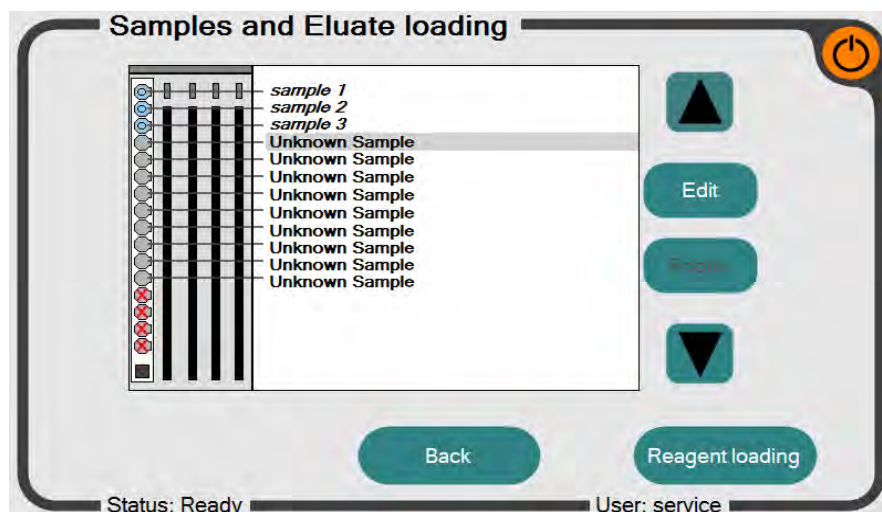 Samples and Eluate loading
sample 1
sample 2
sample 3
Unknown Sample
Unknown Sample
Unknown Sample
Unknown Sample
Unknown Sample
Unknown Sample
Unknown Sample
Unknown Sample
Unknown Sample
Edit
Back
Reagent loading
Status: Ready
User: service